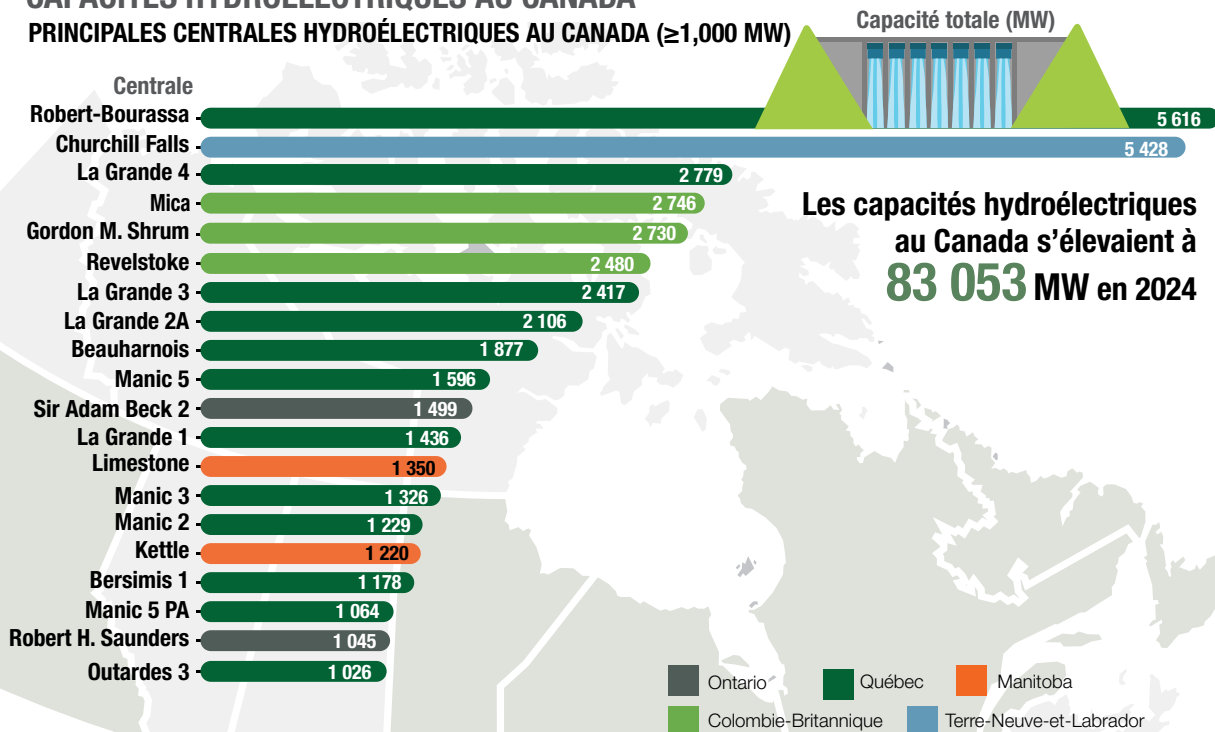 CAPACITÉS HYDROÉLECTRIQUES AU CANADA
PRINCIPALES CENTRALES HYDROÉLECTRIQUES AU CANADA (≥1,000 MW)
Capacité totale (MW)
Centrale
Robert-Bourassa 5 616
Churchill Falls 5 428
La Grande 4 2 779
Mica 2 746
Gordon M. Shrum 2 730
Revelstoke 2 480
La Grande 3 2 417
La Grande 2A 2 106
Beauharnois 1 877
Manic 5 1 596
Sir Adam Beck 2 1 499
La Grande 1 1 436
Limestone 1 350
Manic 3 1 326
Manic 2 1 229
Kettle 1 220
Bersimis 1 1 178
Manic 5 PA 1 064
Robert H. Saunders 1 045
Outardes 3 1 026
Les capacités hydroélectriques
au Canada s'élevaient à
83 053 MW en 2024
Ontario Québec Manitoba
Colombie-Britannique Terre-Neuve-et-Labrador